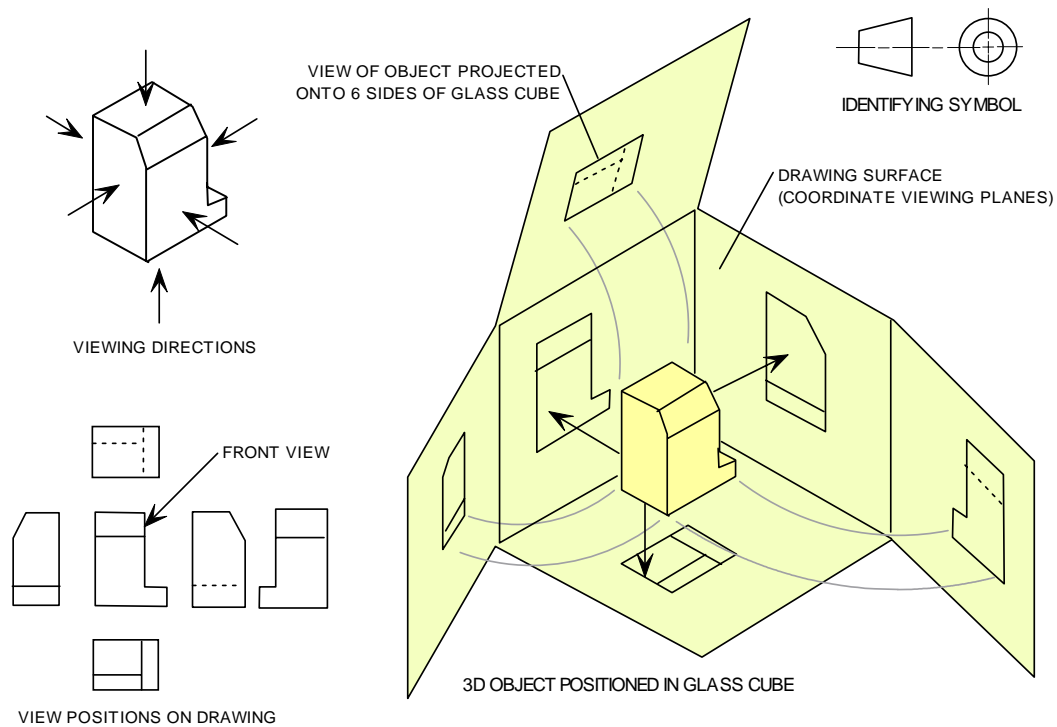 VIEW OF OBJECT PROJECTED
ONTO 6 SIDES OF GLASS CUBE
IDENTIFYING SYMBOL
DRAWING SURFACE
(COORDINATE VIEWING PLANES)
VIEWING DIRECTIONS
FRONT VIEW
3D OBJECT POSITIONED IN GLASS CUBE
VIEW POSITIONS ON DRAWING